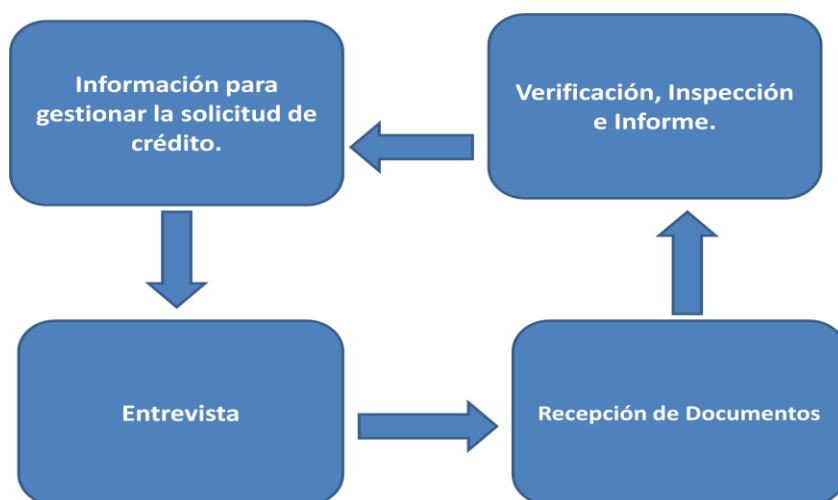 Información para
gestionar la solicitud de
crédito.
Verificación, Inspección
e Informe.
Entrevista
Recepción de Documentos